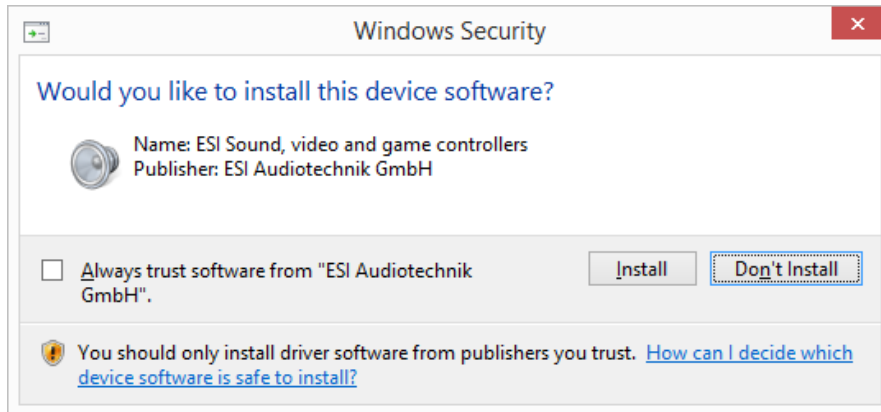 Windows Security
Would you like to install this device software?
Name: ESI Sound, video and game controllers
Publisher: ESI Audiotechnik GmbH
Always trust software from "ESI Audiotechnik
GmbH".
Install
Don't Install
You should only install driver software from publishers you trust. How can I decide which
device software is safe to install?